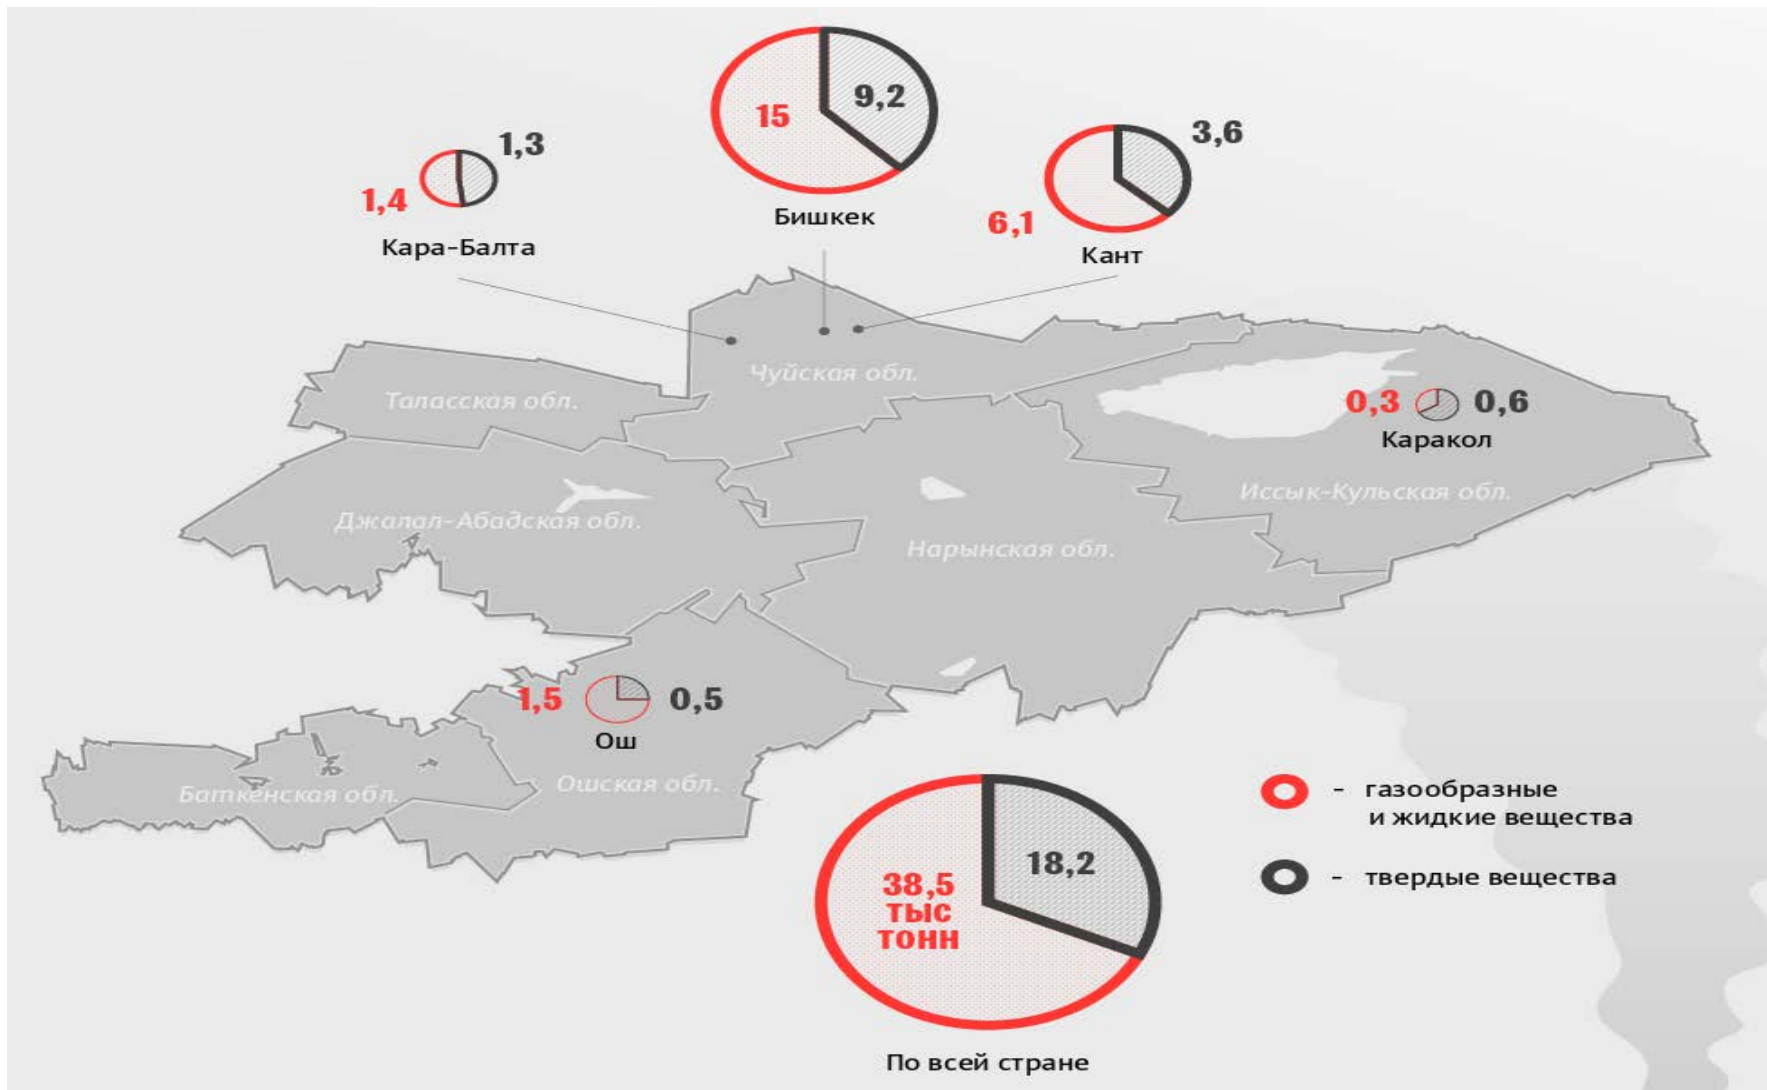 15
9,2
Бишкек
1,3
1,4
Кара-Балта
3,6
6,1
Кант
Чуйская обл.
Таласская обл.
0,3
0,6
Каракол
Иссык-Кульская обл.
Джалал-Абадская обл.
Нарынская обл.
1,5
0,5
Ош
Ошская обл.
Баткенская обл.
38,5
тыс
тонн
18,2
По всей стране
- газообразные
и жидкие вещества
- твердые вещества